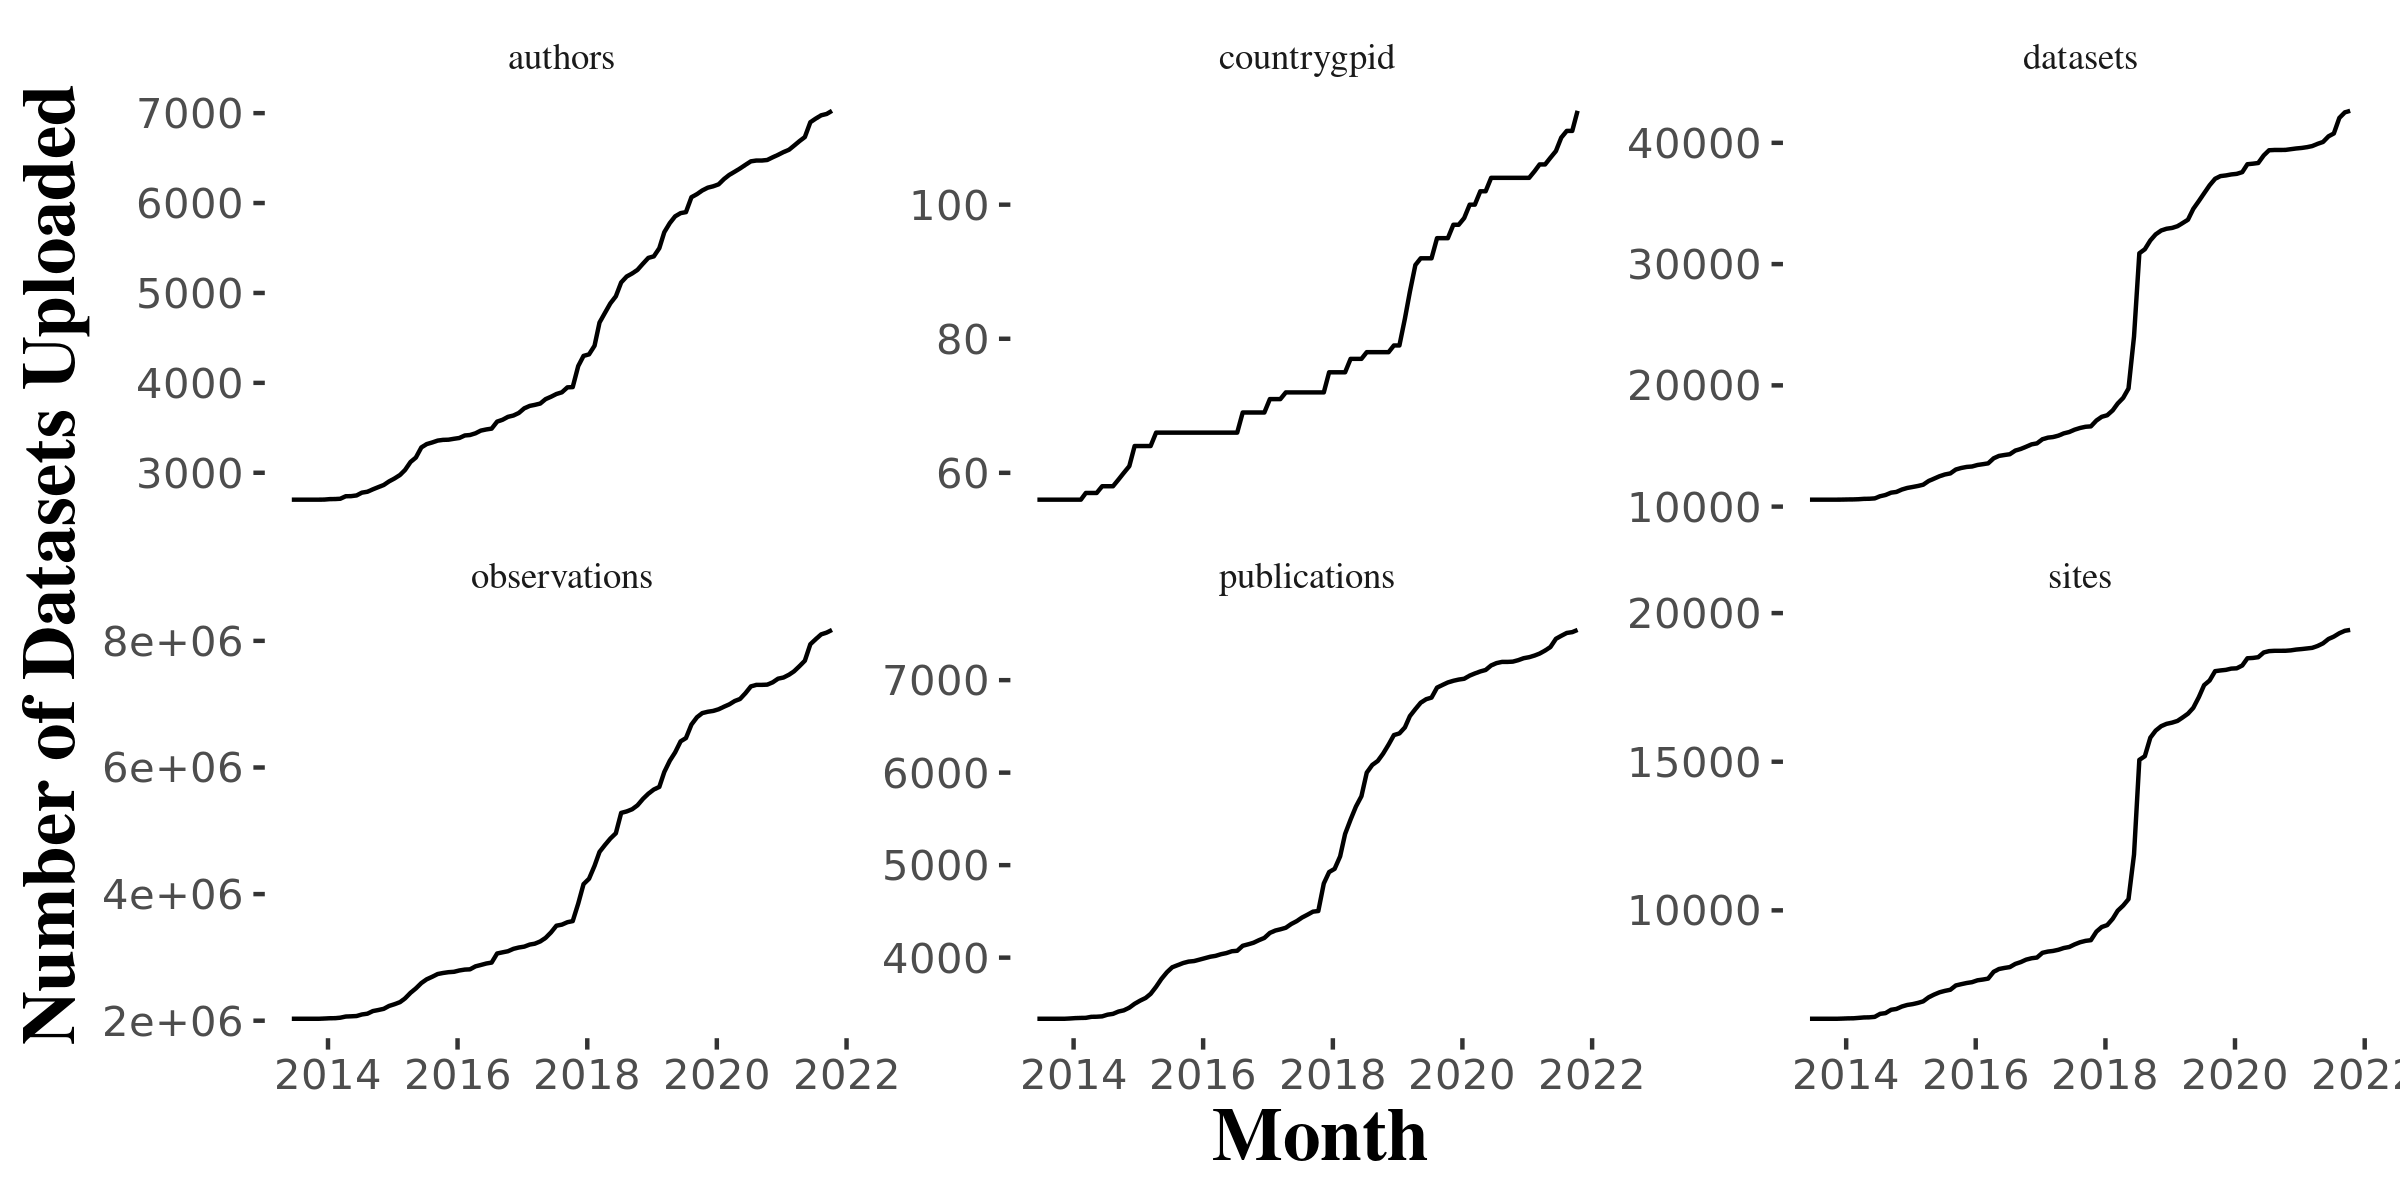 Number of Datasets Uploaded
authors
7000
6000
5000
4000
3000
countrygpid
100
80
60
datasets
40000
30000
20000
10000
observations
8e+06
6e+06
4e+06
2e+06
2014 2016 2018 2020 2022
publications
7000
6000
5000
4000
2014 2016 2018 2020 2022
sites
20000
15000
10000
2014 2016 2018 2020 2022
Month